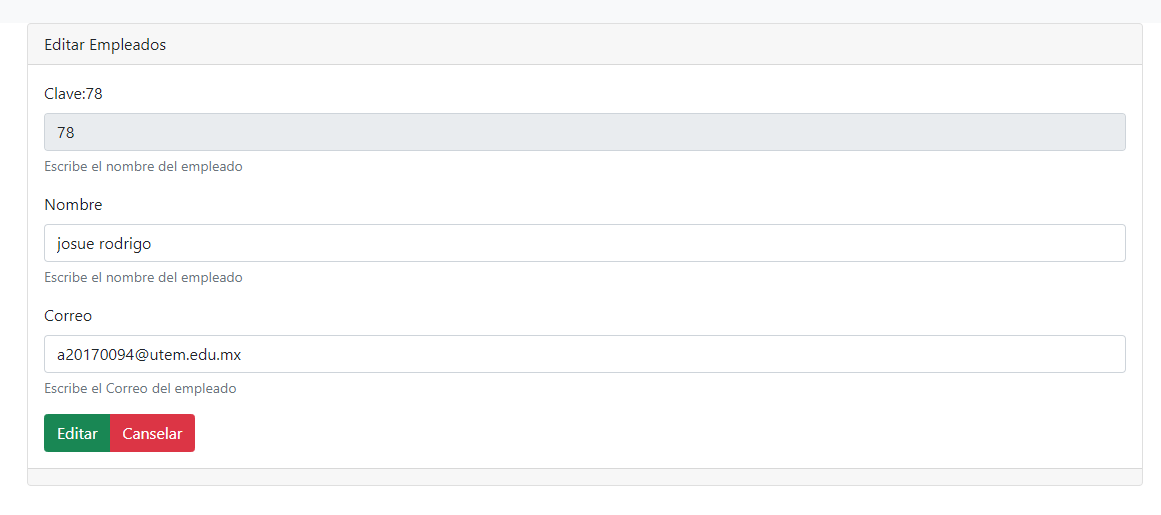 Editar Empleados
Clave:78
78
Escribe el nombre del empleado
Nombre
josue rodrigo
Escribe el nombre del empleado
Correo
a20170094@utem.edu.mx
Escribe el Correo del empleado
Editar Canselar